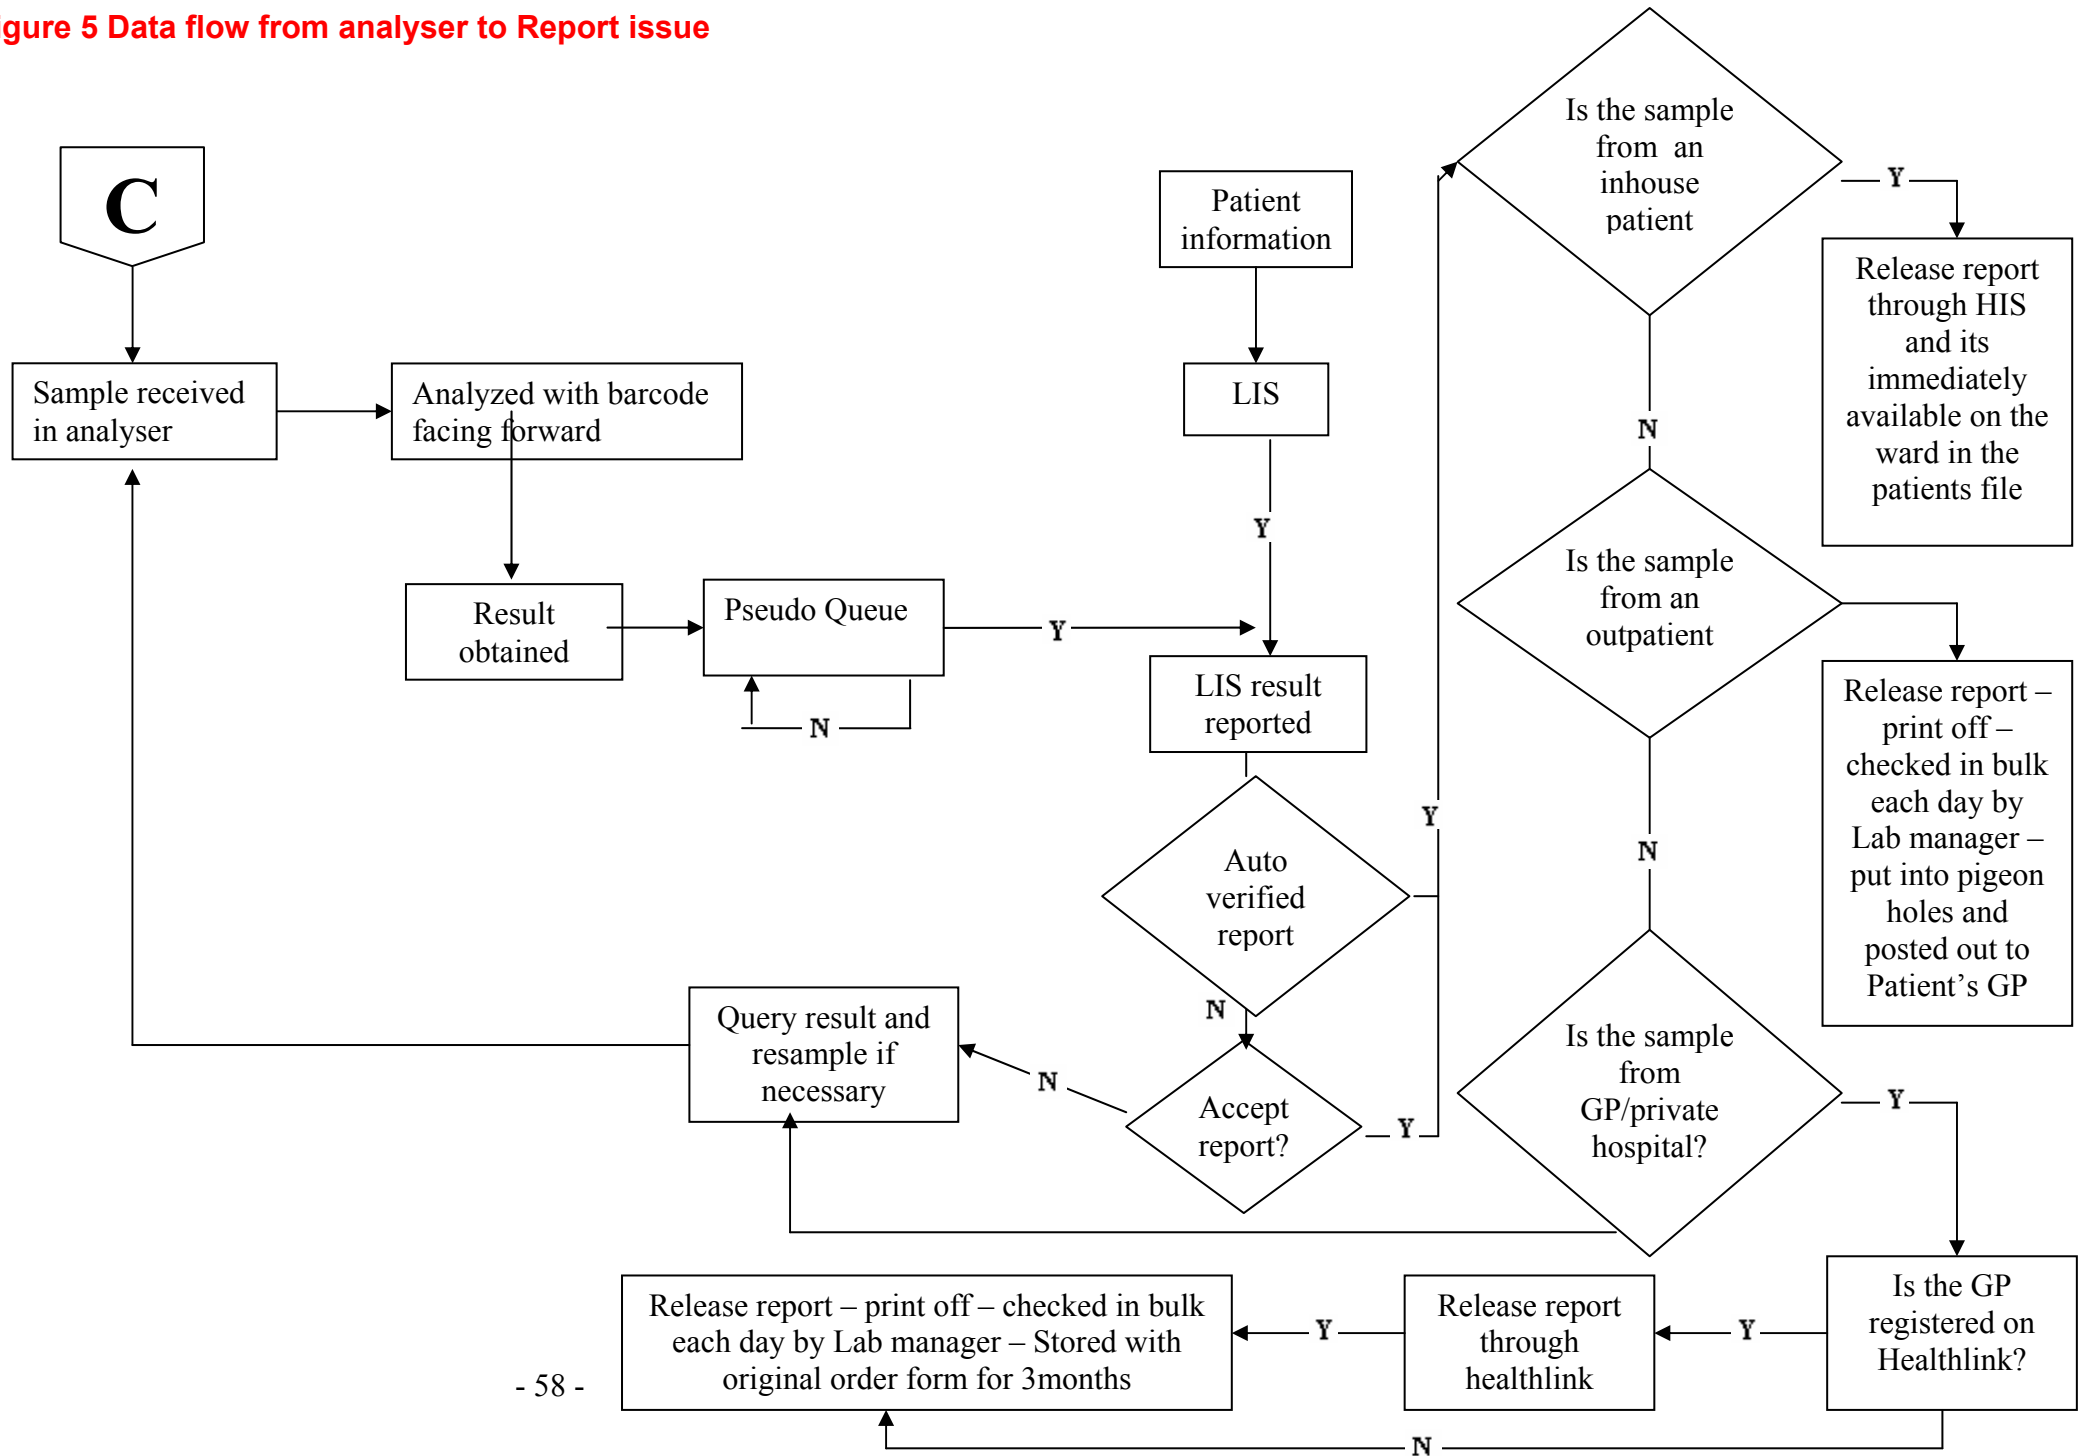 igure 5 Data flow from analyser to Report issue
C
Sample received
in analyser
Analyzed with barcode
facing forward
Result
obtained
Pseudo Queue
N
Y
Patient
information
LIS
Y
LIS result
reported
Auto
verified
report
Y
N
Accept
report?
Y
N
Query result and
resample if
necessary
Is the sample
from an
inhouse
patient
Y
Release report
through HIS
and its
immediately
available on the
ward in the
patients file
N
Is the sample
from an
outpatient
Release report –
print off –
checked in bulk
each day by
Lab manager –
put into pigeon
holes and
posted out to
Patient’s GP
N
Is the sample
from
GP/private
hospital?
Y
Is the GP
registered on
Healthlink?
Y
Release report
through
healthlink
Y
Release report – print off – checked in bulk
each day by Lab manager – Stored with
original order form for 3months
N
- 58 -